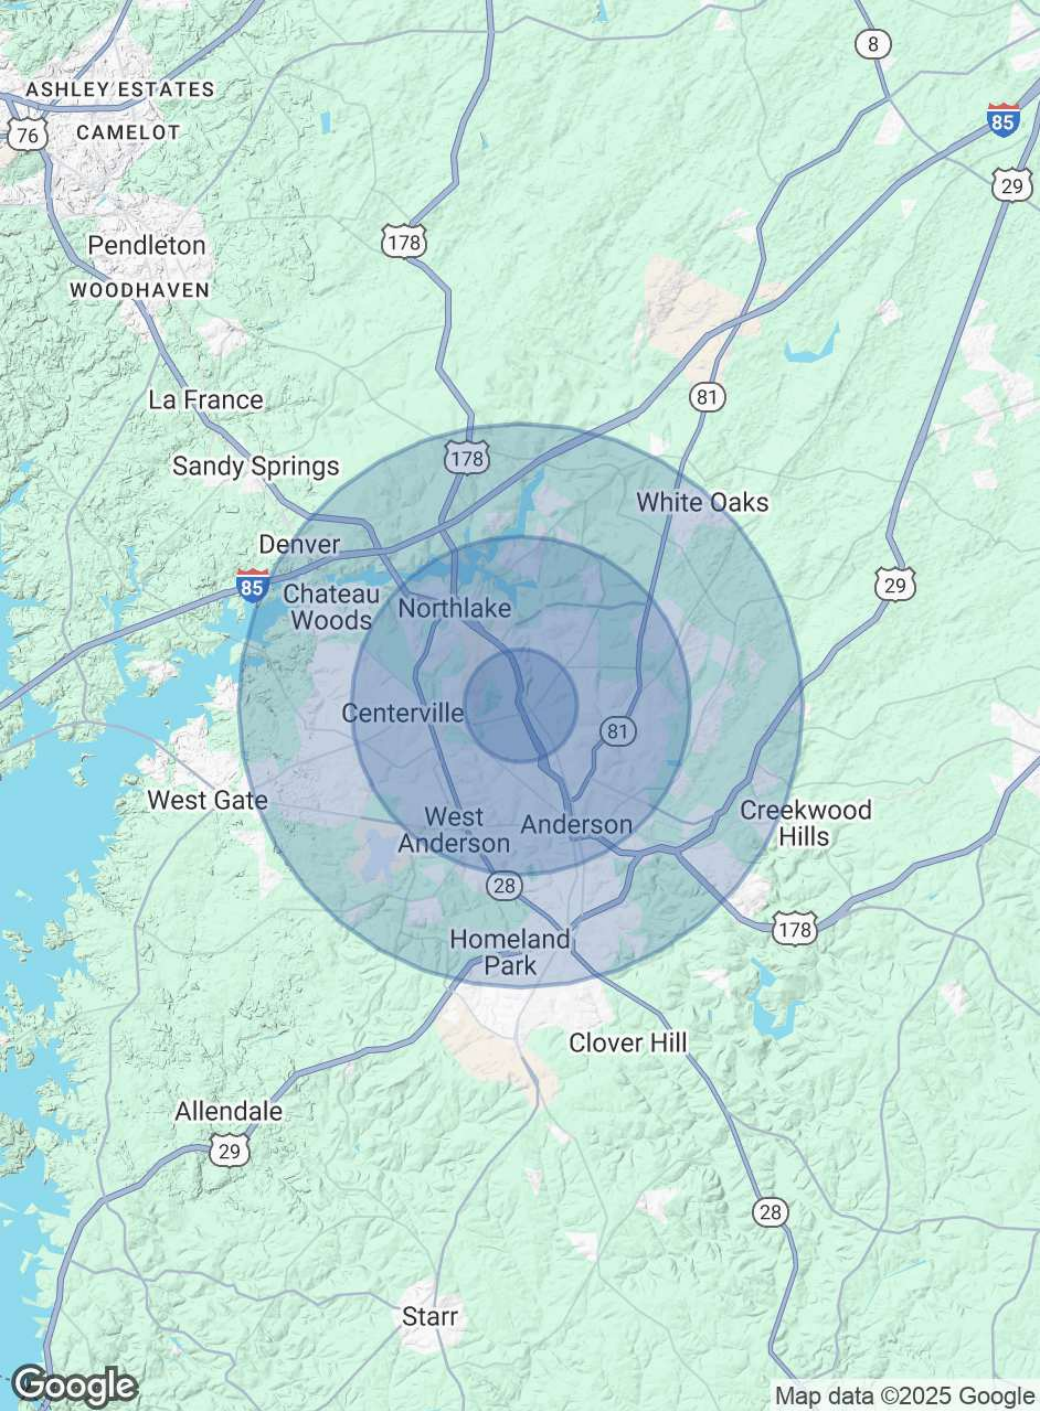 8
ASHLEY ESTATES
85
76
CAMELOT
29
Pendleton
178
WOODHAVEN
81
La France
178
Sandy Springs
White Oaks
Denver
85
29
Chateau
Woods
Northlake
Centerville
81
West Gate
West
Anderson
Anderson
Creekwood
Hills
28
178
Homeland
Park
Clover Hill
Allendale
29
28
Starr
Google
Map data ©2025 Google